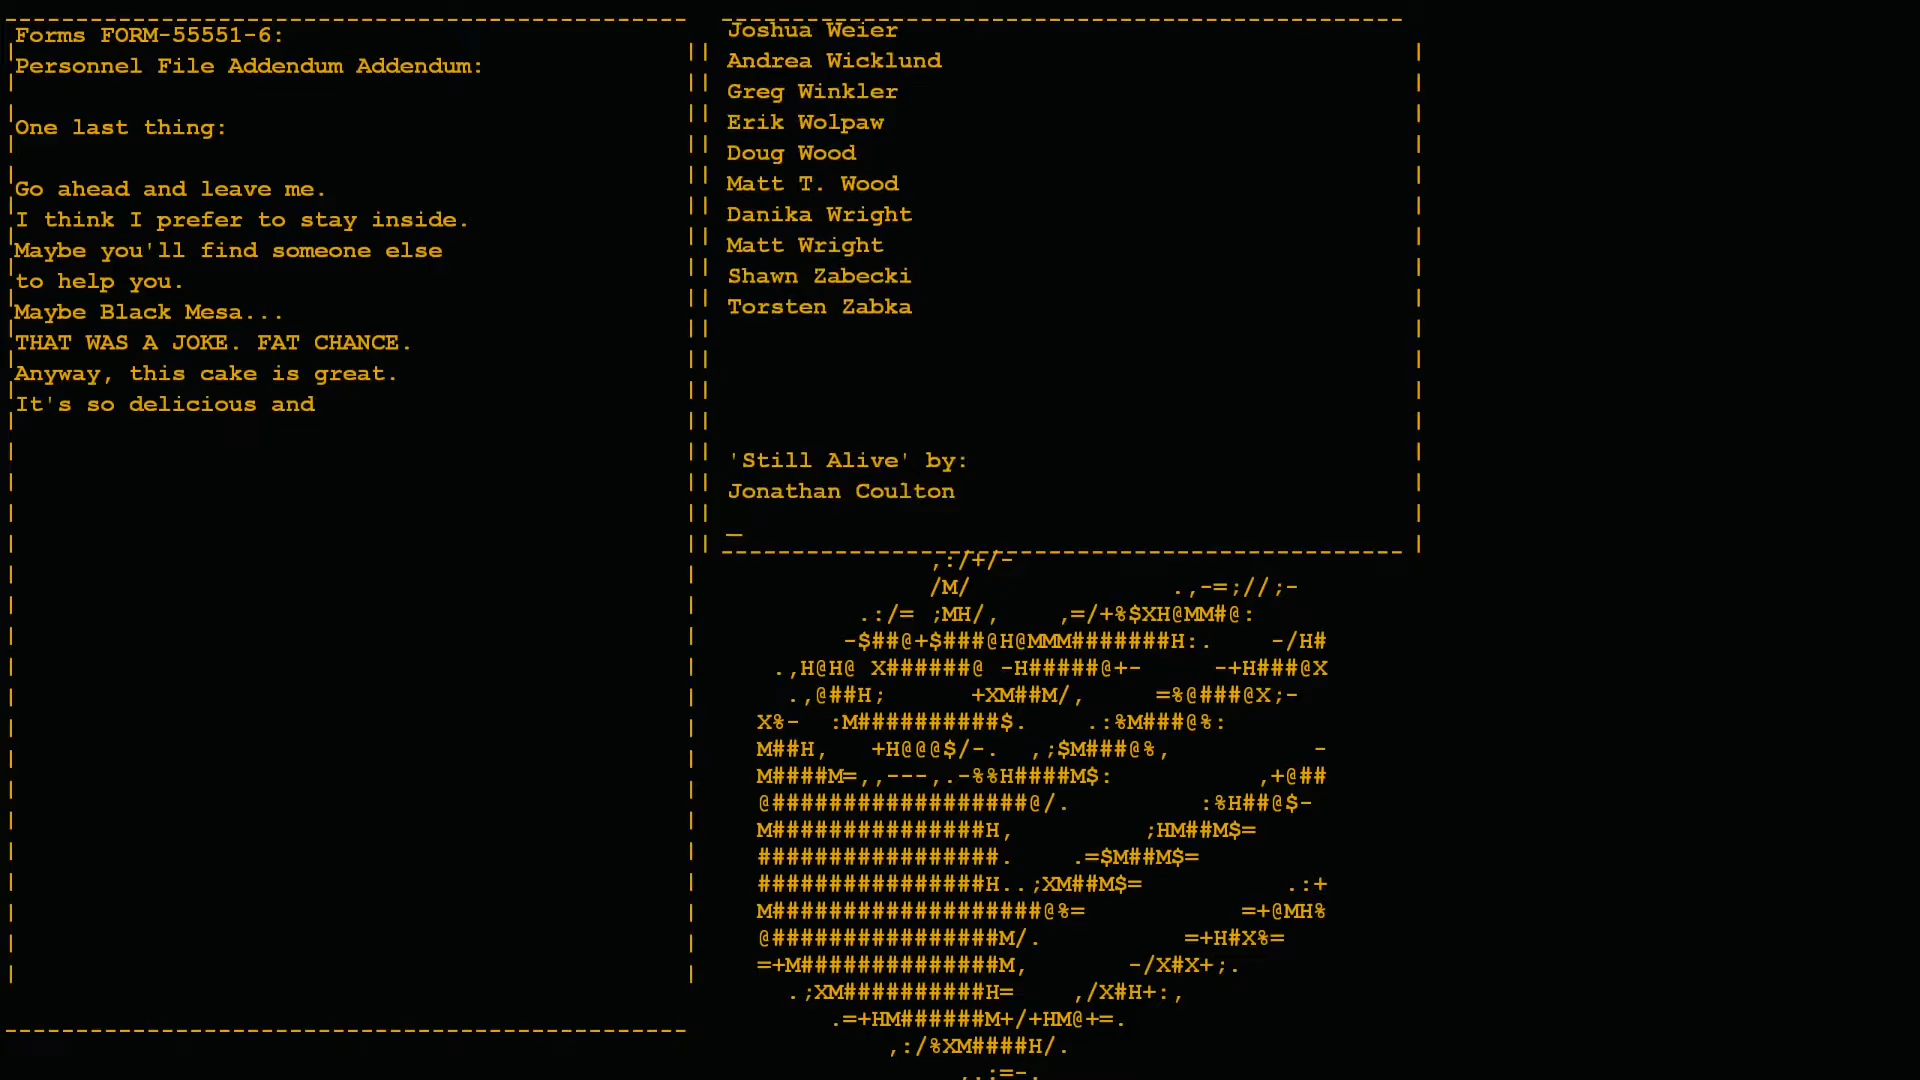 Forms FORM-55551-6:
Personnel File Addendum Addendum:
One last thing:
Go ahead and leave me.
I think I prefer to stay inside.
Maybe you'll find someone else
to help you.
Maybe Black Mesa...
THAT WAS A JOKE. FAT CHANCE.
Anyway, this cake is great.
It's so delicious and
Joshua Weier
Andrea Wicklund
Greg Winkler
Erik Wolpaw
Doug Wood
Matt T. Wood
Danika Wright
Matt Wright
Shawn Zabecki
Torsten Zabka
'Still Alive' by:
Jonathan Coulton